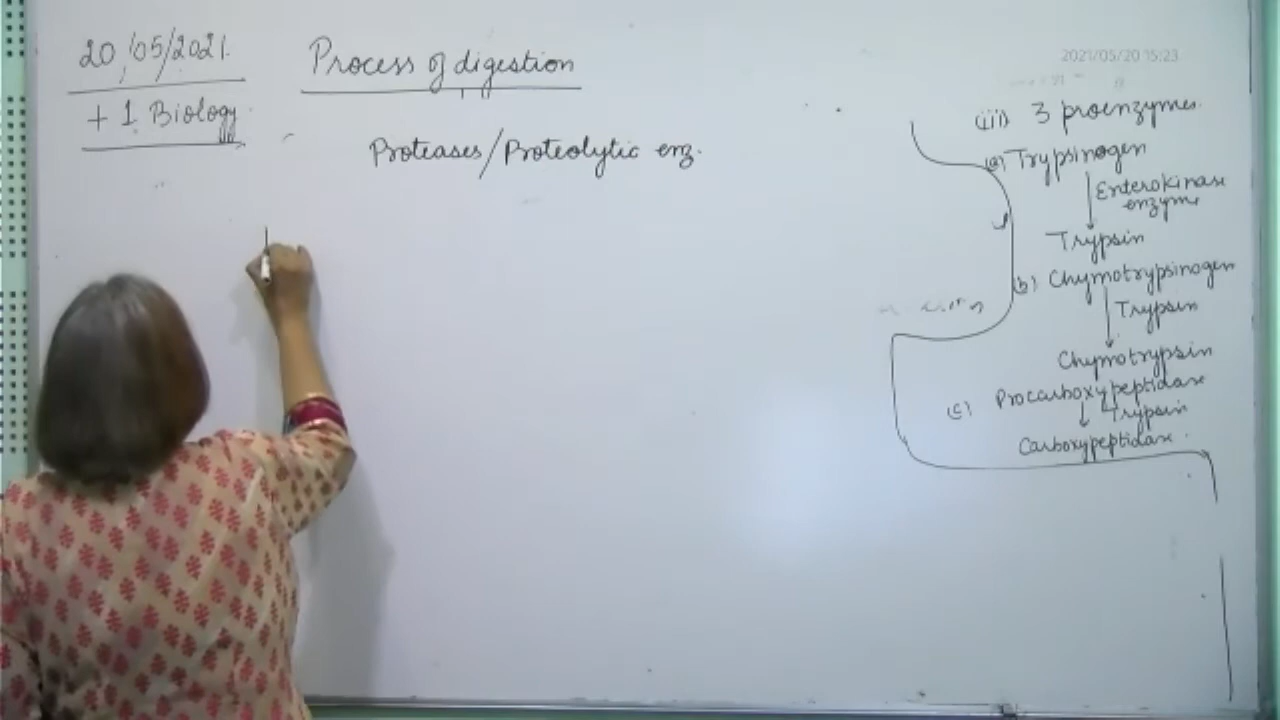 20/05/2021.
+ 1 Biology
Process of digestion
Proteases/Proteolytic enz.
2021/05/20 15:23
(iii) 3 proenzymes.
(a) Trypsinogen
Enterokinase
enzyme
Trypsin
(b) Chymotrypsinogen
Trypsin
Chymotrypsin
(c) Procarboxypeptidase
Trypsin
Carboxypeptidase.